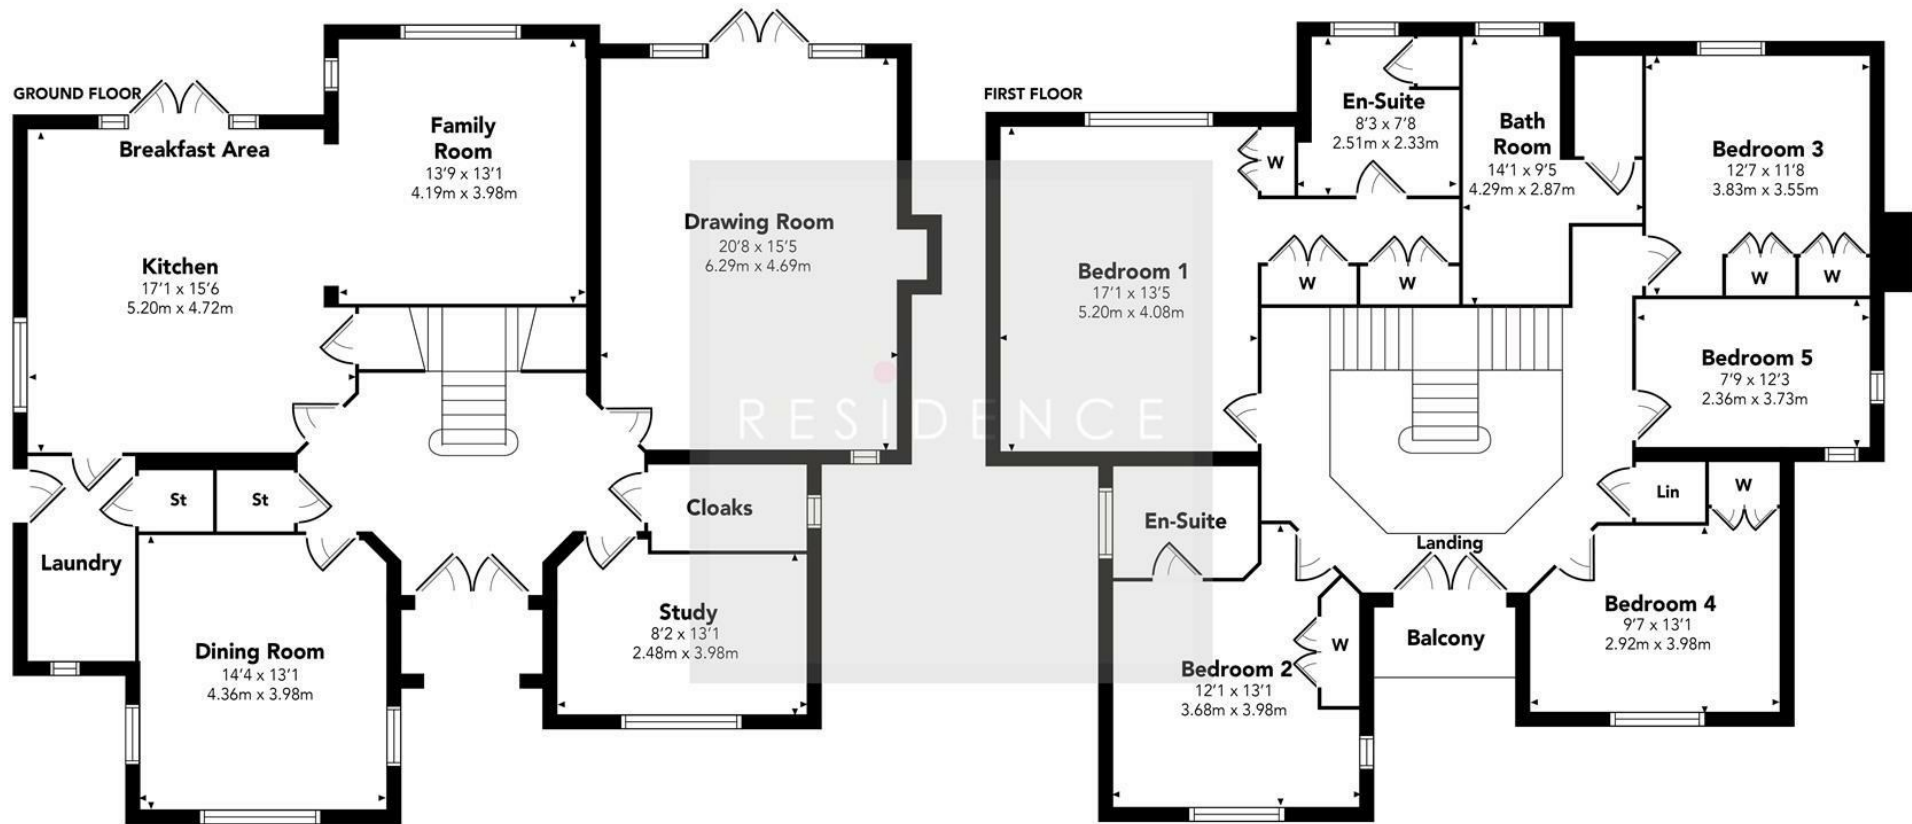 GROUND FLOOR
Breakfast Area
Family
Room
13'9 x 13'1
4.19m x 3.98m
Drawing Room
20'8 x 15'5
6.29m x 4.69m
Kitchen
17'1 x 15'6
5.20m x 4.72m
St
St
Cloaks
Laundry
Study
8'2 x 13'1
2.48m x 3.98m
Dining Room
14'4 x 13'1
4.36m x 3.98m
RESIDENCE
FIRST FLOOR
En-Suite
8'3 x 7'8
2.51m x 2.33m
Bath
Room
14'1 x 9'5
4.29m x 2.87m
Bedroom 3
12'7 x 11'8
3.83m x 3.55m
W
Bedroom 1
17'1 x 13'5
5.20m x 4.08m
W
W
W
W
Bedroom 5
7'9 x 12'3
2.36m x 3.73m
En-Suite
Lin
W
Landing
Bedroom 4
9'7 x 13'1
2.92m x 3.98m
Balcony
W
Bedroom 2
12'1 x 13'1
3.68m x 3.98m